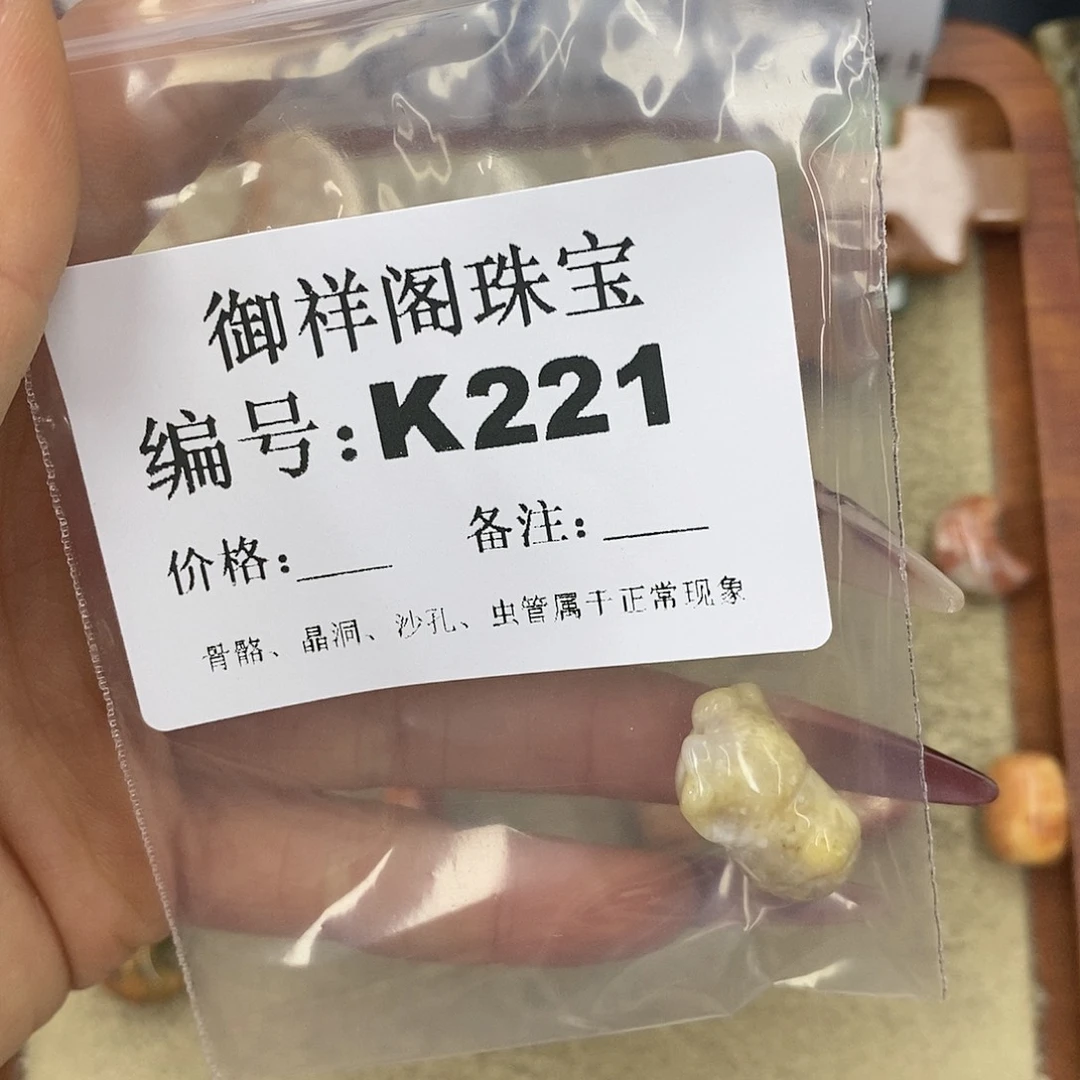 御祥阁珠宝
编号:K221
价格:____ 备注:____
骨骼、晶洞、沙孔、虫管属于正常现象